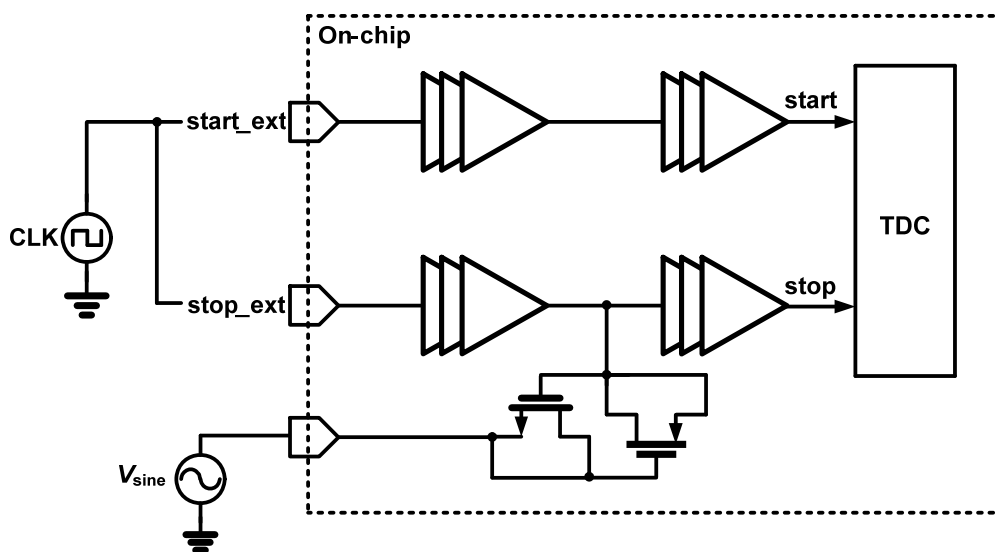 On-chip
start_ext
start
CLK
TDC
stop_ext
stop
Vsine